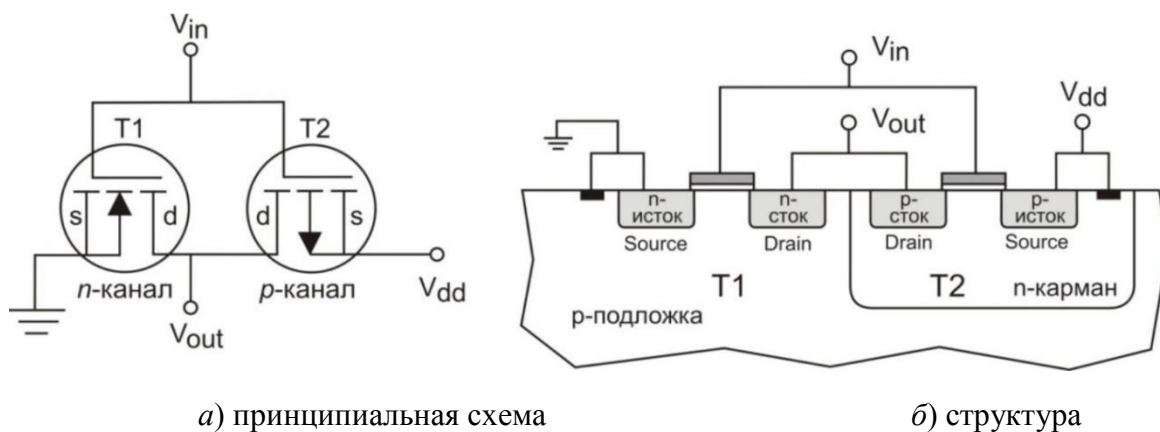 Vin
T1
T2
s
d
d
s
n-канал
p-канал
Vdd
Vout
Vin
Vout
Vdd
n-
исток
n-
сток
p-
сток
p-
исток
Source
Drain
Drain
Source
T1
T2
n-карман
p-подложка
а) принципиальная схема
б) структура